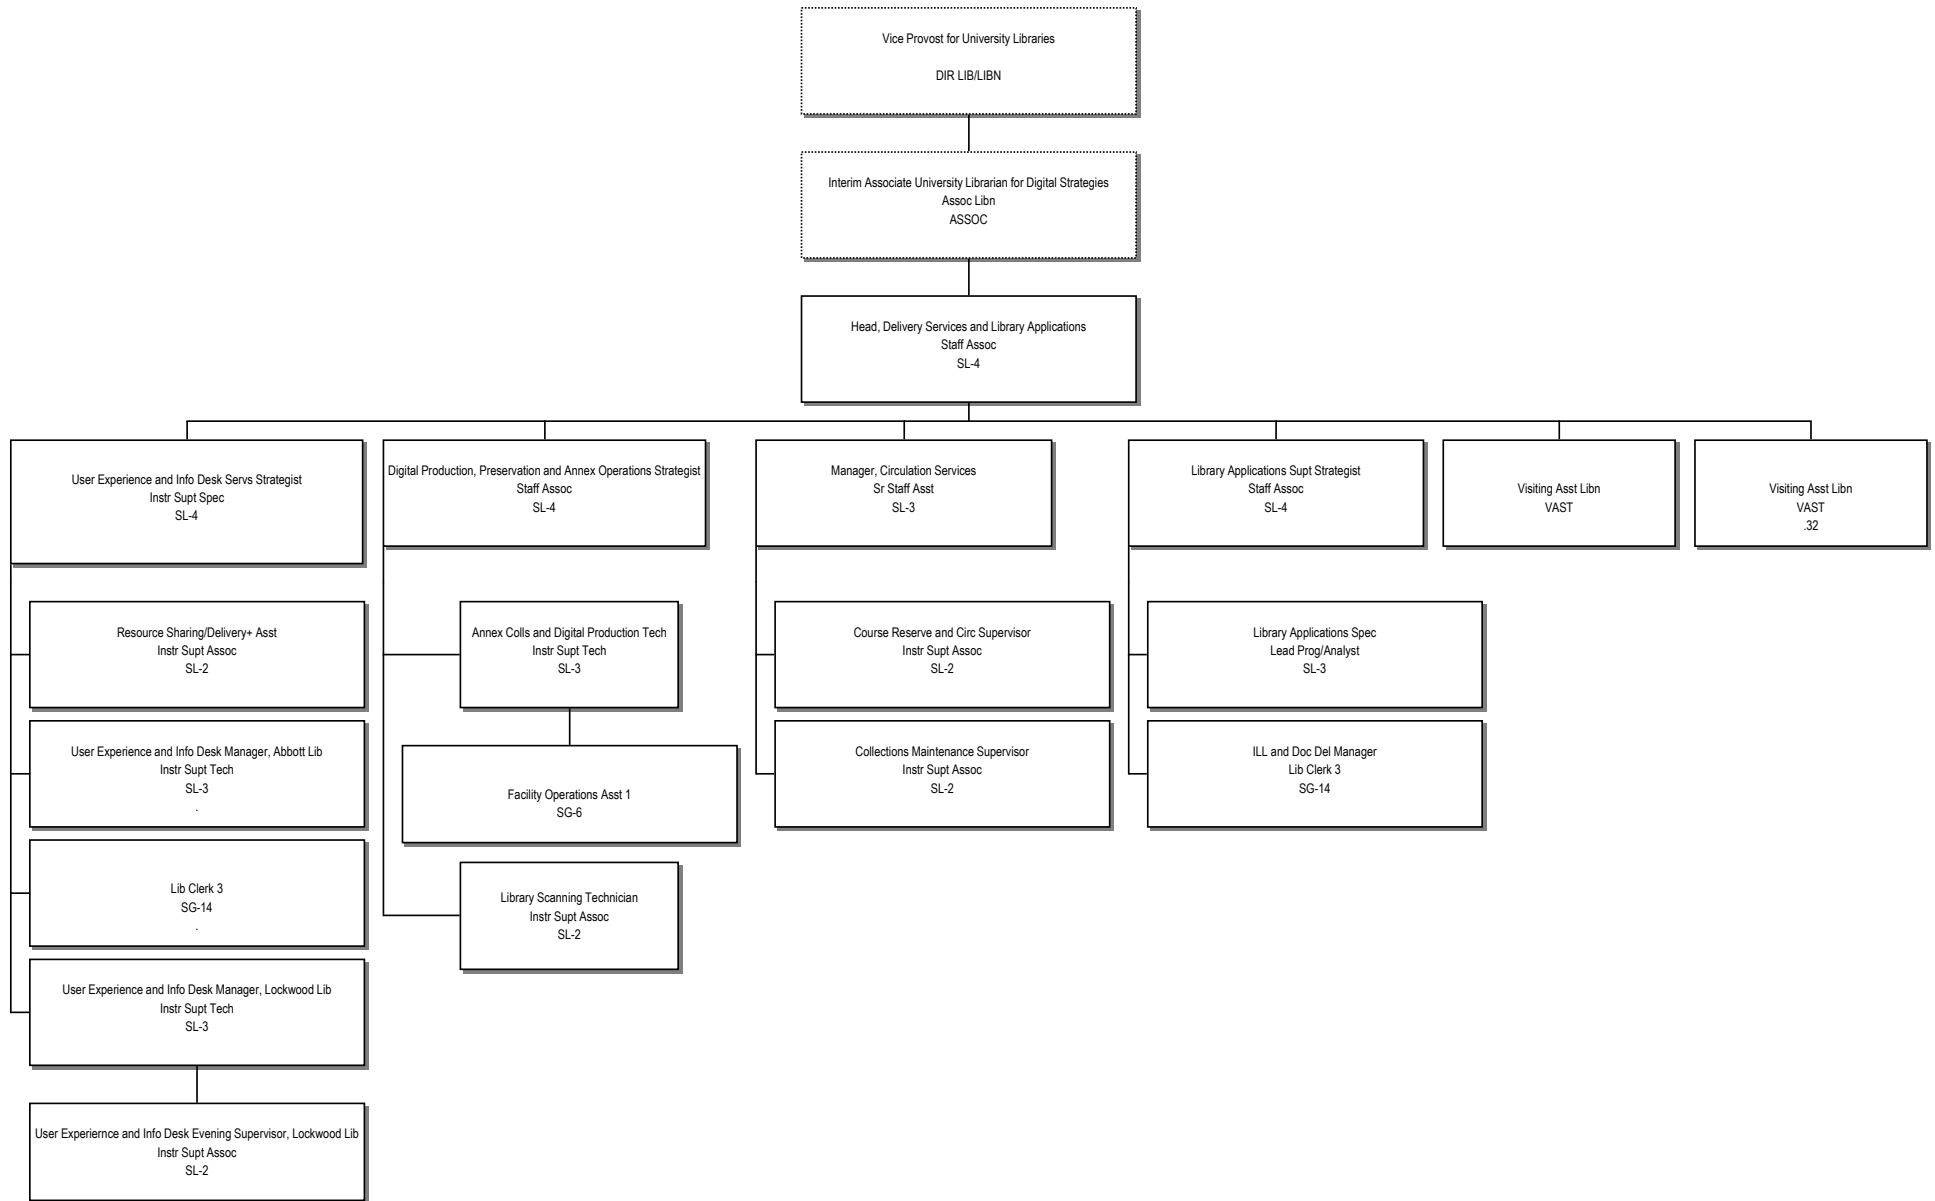 Vice Provost for University Libraries
DIR LIB/LIBN
Interim Associate University Librarian for Digital Strategies
Assoc Libn
ASSOC
Head, Delivery Services and Library Applications
Staff Assoc
SL-4
User Experience and Info Desk Servs Strategist
Instr Supt Spec
SL-4
Digital Production, Preservation and Annex Operations Strategist
Staff Assoc
SL-4
Manager, Circulation Services
Sr Staff Asst
SL-3
Library Applications Supt Strategist
Staff Assoc
SL-4
Visiting Asst Libn
VAST
Visiting Asst Libn
VAST
.32
Resource Sharing/Delivery+ Asst
Instr Supt Assoc
SL-2
Annex Colls and Digital Production Tech
Instr Supt Tech
SL-3
Course Reserve and Circ Supervisor
Instr Supt Assoc
SL-2
Library Applications Spec
Lead Prog/Analyst
SL-3
User Experience and Info Desk Manager, Abbott Lib
Instr Supt Tech
SL-3
.
Facility Operations Asst 1
SG-6
Collections Maintenance Supervisor
Instr Supt Assoc
SL-2
ILL and Doc Del Manager
Lib Clerk 3
SG-14
Lib Clerk 3
SG-14
.
Library Scanning Technician
Instr Supt Assoc
SL-2
User Experience and Info Desk Manager, Lockwood Lib
Instr Supt Tech
SL-3
User Experiernce and Info Desk Evening Supervisor, Lockwood Lib
Instr Supt Assoc
SL-2